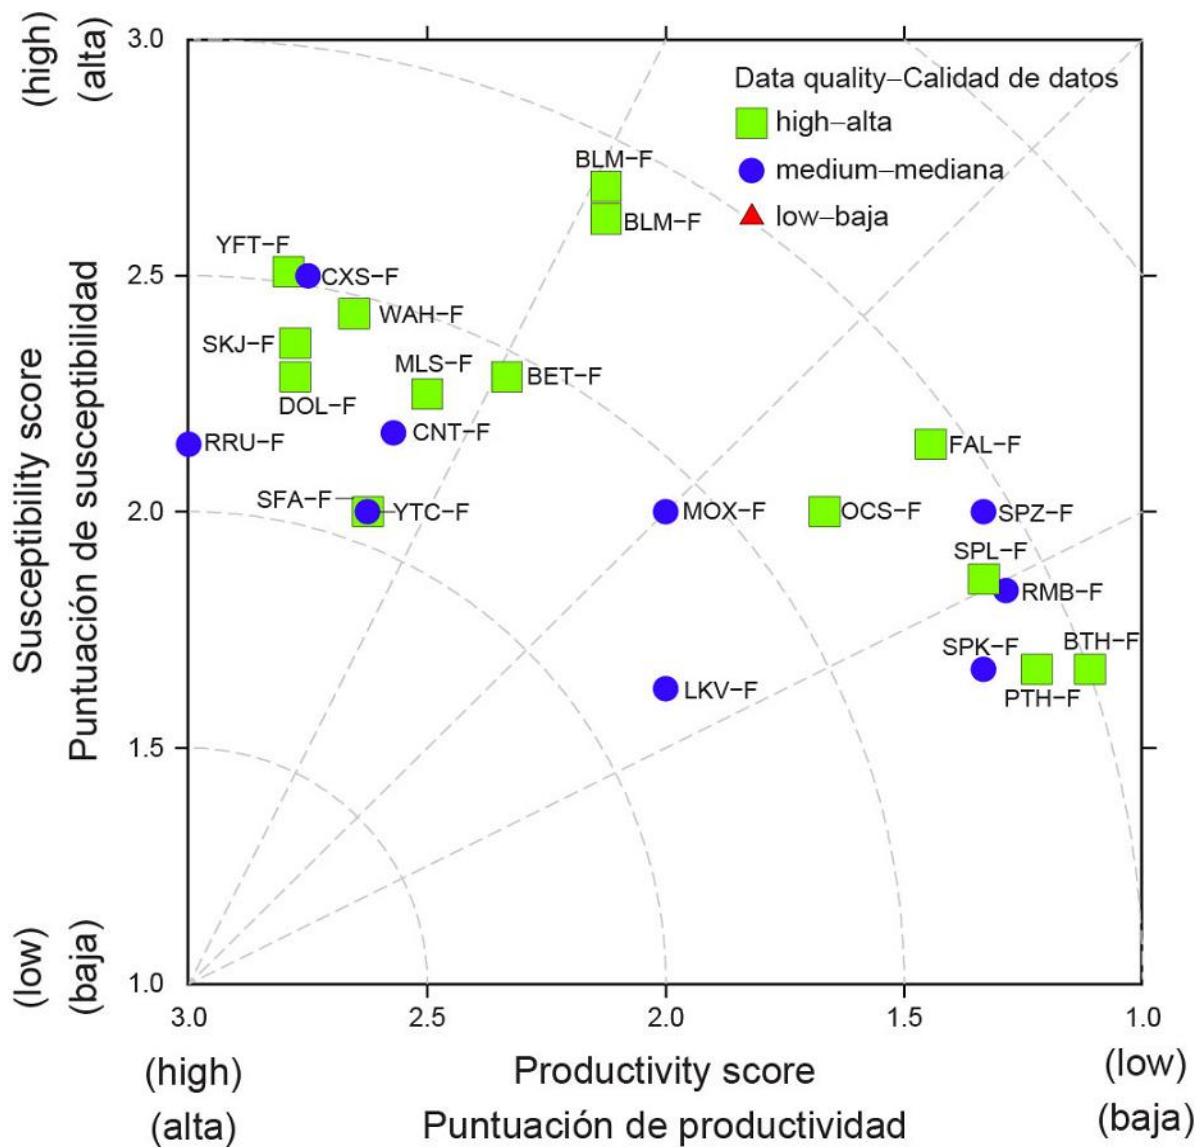 (high)
(alta)
Susceptibility score
Puntuación de susceptibilidad
(low)
(baja)
3.0
2.5
2.0
1.5
1.0
Data quality–Calidad de datos
high–alta
medium–mediana
low–baja
BLM–F
BLM–F
YFT–F
CXS–F
WAH–F
SKJ–F
MLS–F
BET–F
DOL–F
RRU–F
CNT–F
FAL–F
SFA–F
YTC–F
MOX–F
OCS–F
SPZ–F
SPL–F
RMB–F
SPK–F
BTH–F
LKV–F
PTH–F
3.0 2.5 2.0 1.5 1.0
(high) Productivity score (low)
(alta) Puntuación de productividad (baja)